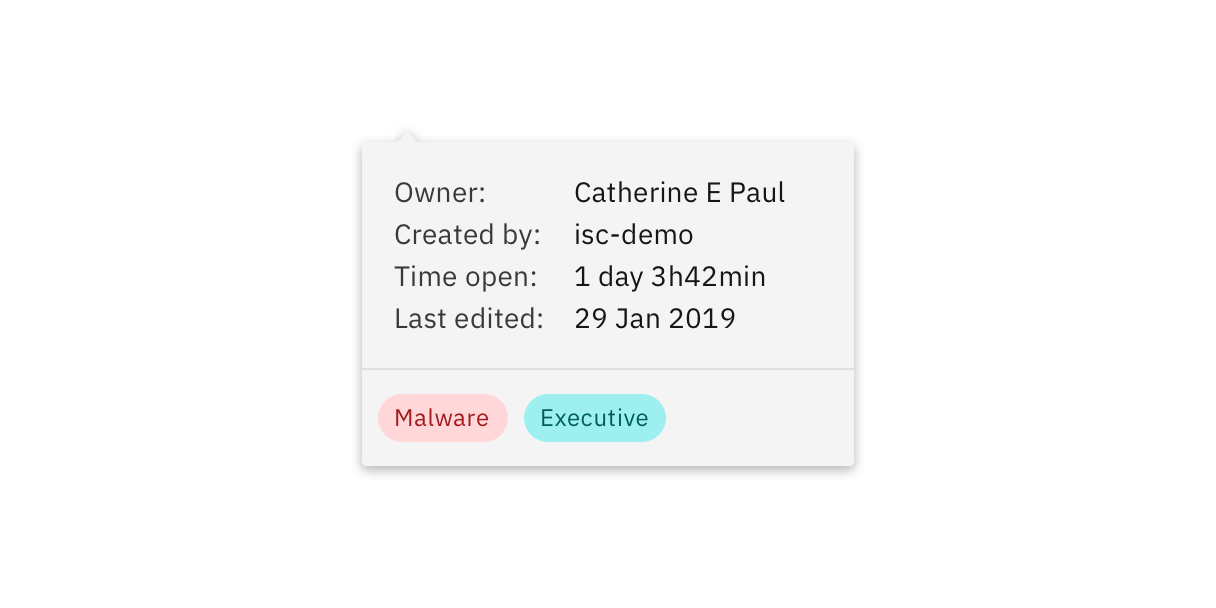 Owner: Catherine E Paul
Created by: isc-demo
Time open: 1 day 3h42min
Last edited: 29 Jan 2019
Malware Executive